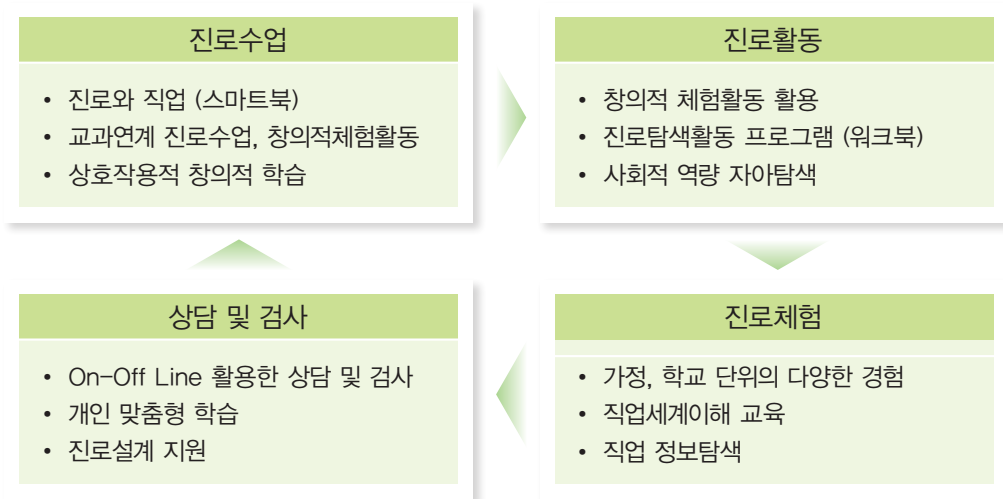 진로수업
• 진로와 직업 (스마트북)
• 교과연계 진로수업, 창의적체험활동
• 상호작용적 창의적 학습
진로활동
• 창의적 체험활동 활용
• 진로탐색활동 프로그램 (워크북)
• 사회적 역량 자아탐색
상담 및 검사
• On-Off Line 활용한 상담 및 검사
• 개인 맞춤형 학습
• 진로설계 지원
진로체험
• 가정, 학교 단위의 다양한 경험
• 직업세계이해 교육
• 직업 정보탐색